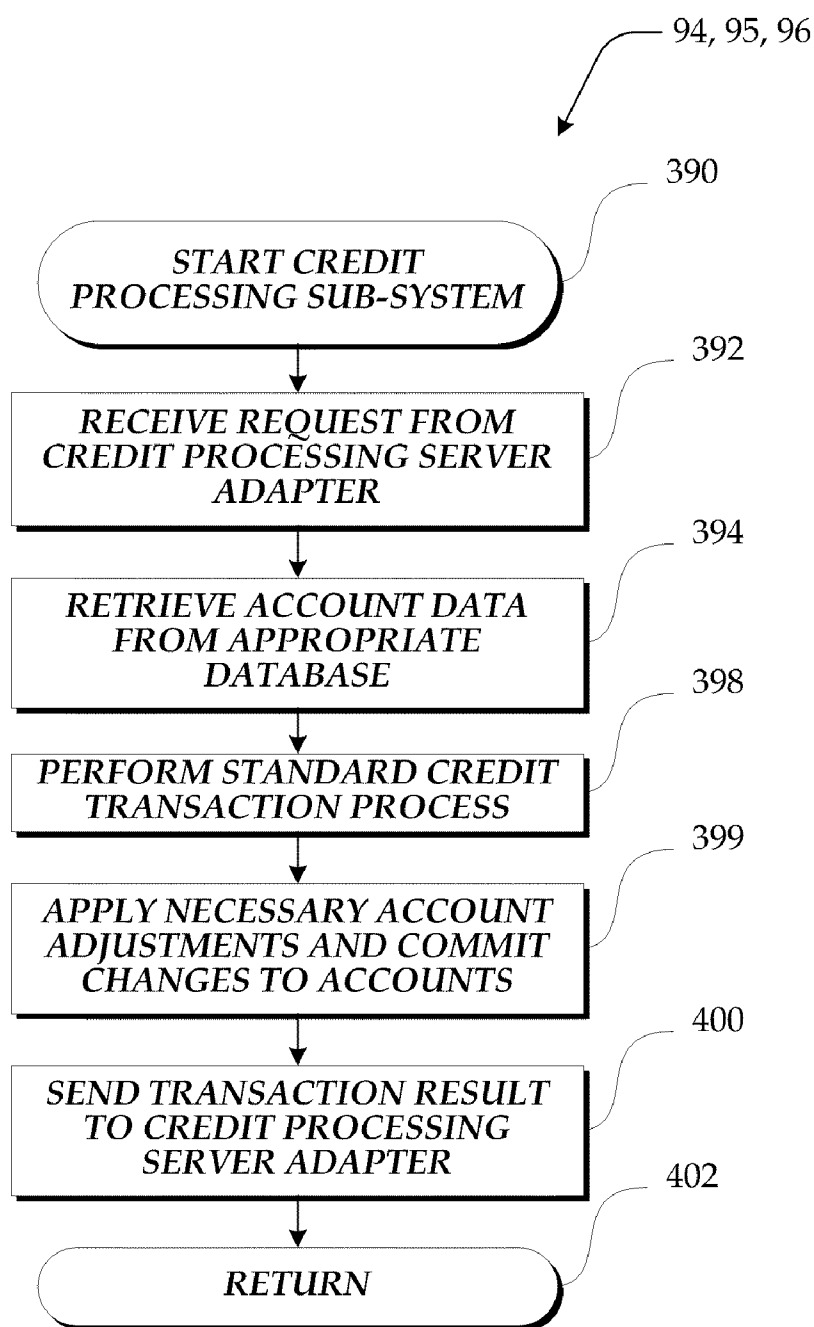 94, 95, 96
390
START CREDIT
PROCESSING SUB-SYSTEM
392
RECEIVE REQUEST FROM
CREDIT PROCESSING SERVER
ADAPTER
394
RETRIEVE ACCOUNT DATA
FROM APPROPRIATE
DATABASE
398
PERFORM STANDARD CREDIT
TRANSACTION PROCESS
399
APPLY NECESSARY ACCOUNT
ADJUSTMENTS AND COMMIT
CHANGES TO ACCOUNTS
400
SEND TRANSACTION RESULT
TO CREDIT PROCESSING
SERVER ADAPTER
402
RETURN